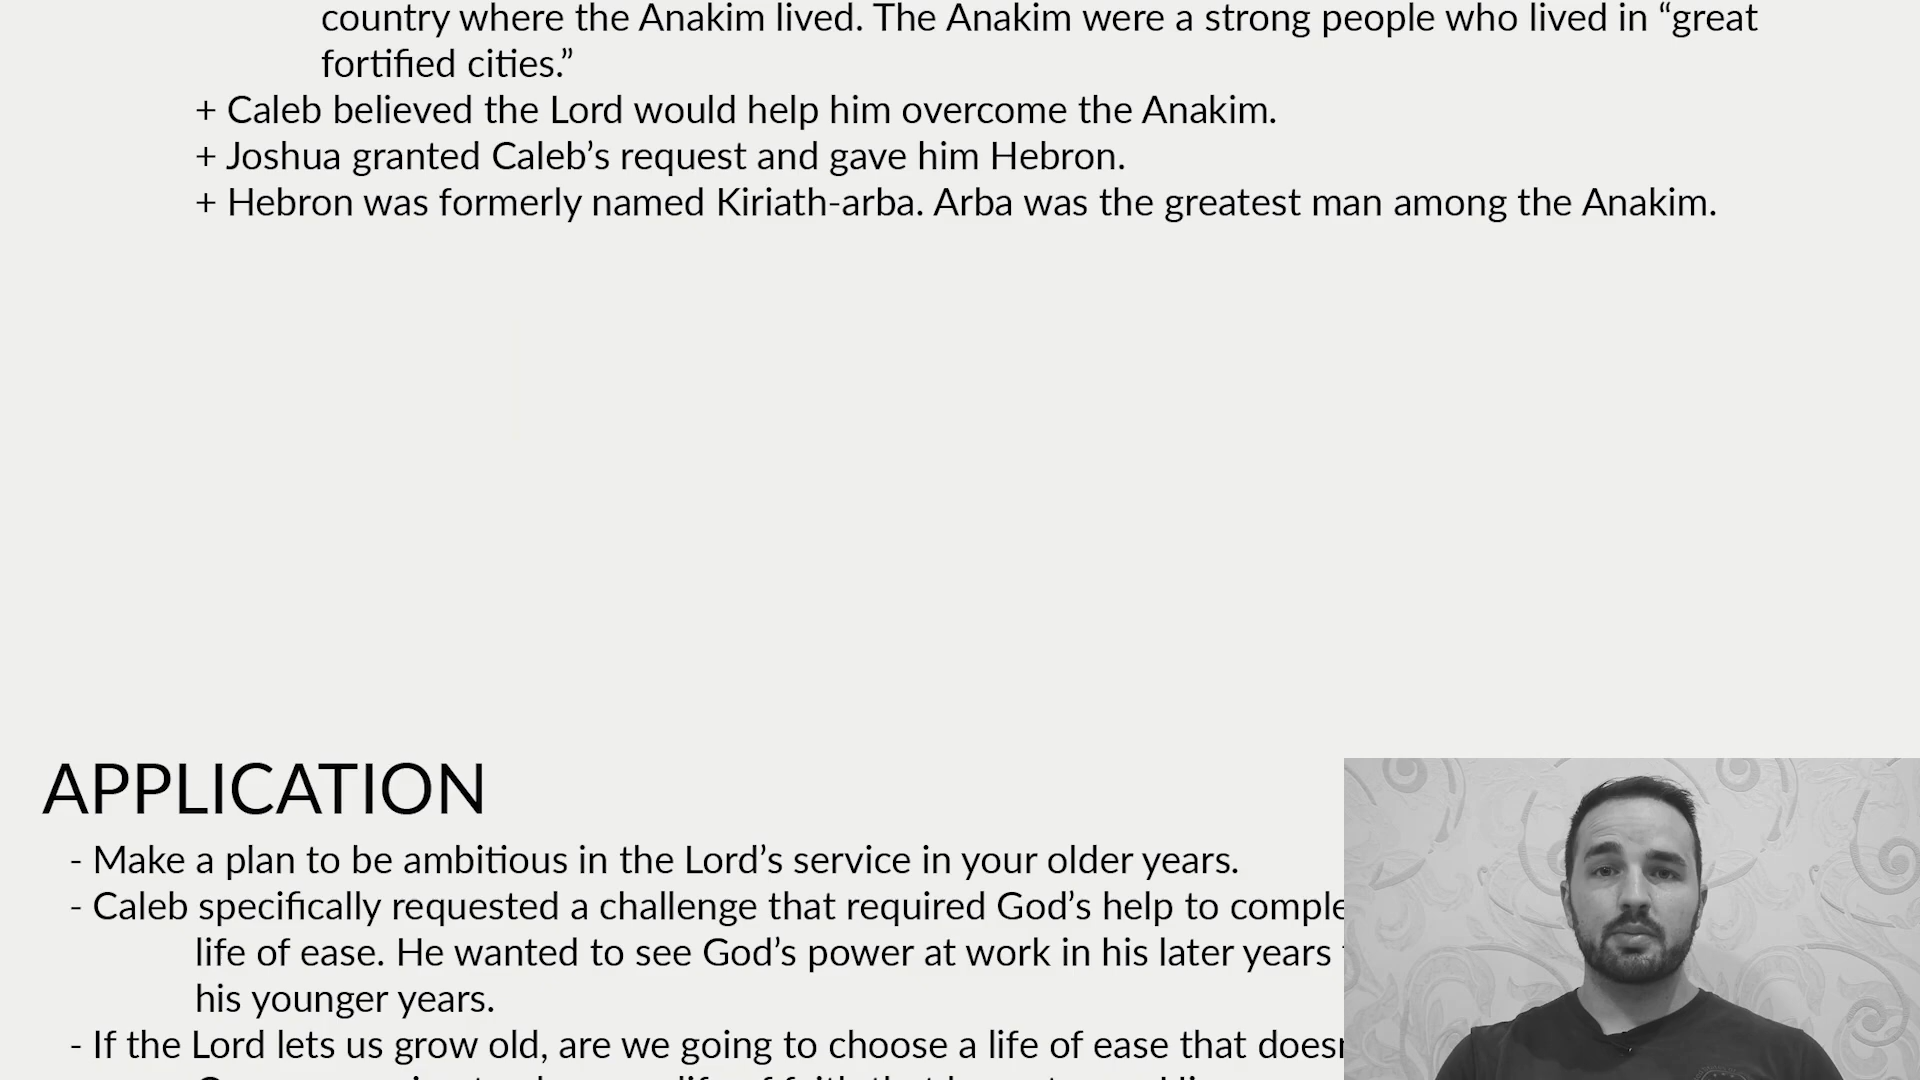 country where the Anakim lived. The Anakim were a strong people who lived in “great
fortified cities.”
+ Caleb believed the Lord would help him overcome the Anakim.
+ Joshua granted Caleb’s request and gave him Hebron.
+ Hebron was formerly named Kiriath-arba. Arba was the greatest man among the Anakim.
APPLICATION
- Make a plan to be ambitious in the Lord’s service in your older years.
- Caleb specifically requested a challenge that required God’s help to
life of ease. He wanted to see God’s power at work in his later years
his younger years.
- If the Lord lets us grow old, are we going to choose a life of ease that